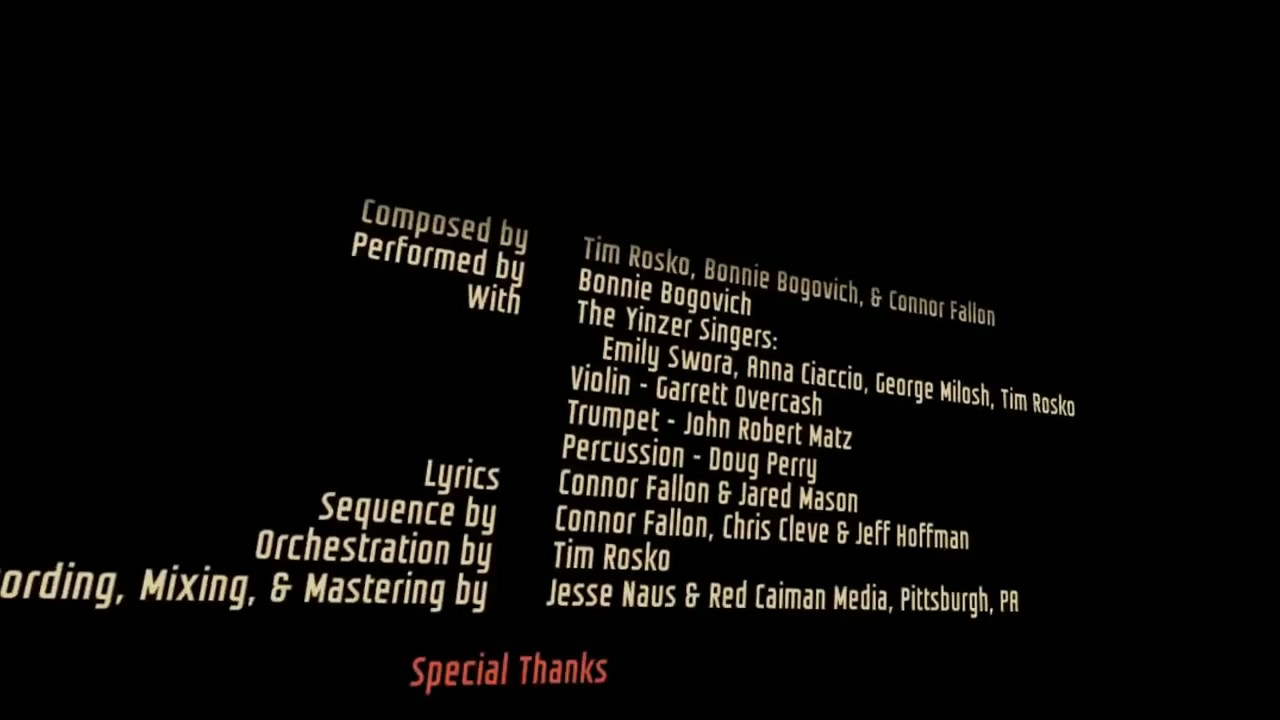 Composed by Tim Rosko, Bonnie Bogovich, & Connor Fallon
Performed by Bonnie Bogovich
With The Yinzer Singers:
Emily Swora, Anna Ciaccio, George Milosh, Tim Rosko
Violin - Garrett Overcash
Trumpet - John Robert Matz
Percussion - Doug Perry
Lyrics Connor Fallon & Jared Mason
Sequence by Connor Fallon, Chris Cleve & Jeff Hoffman
Orchestration by Tim Rosko
ording, Mixing, & Mastering by Jesse Naus & Red Caiman Media, Pittsburgh, PA
Special Thanks